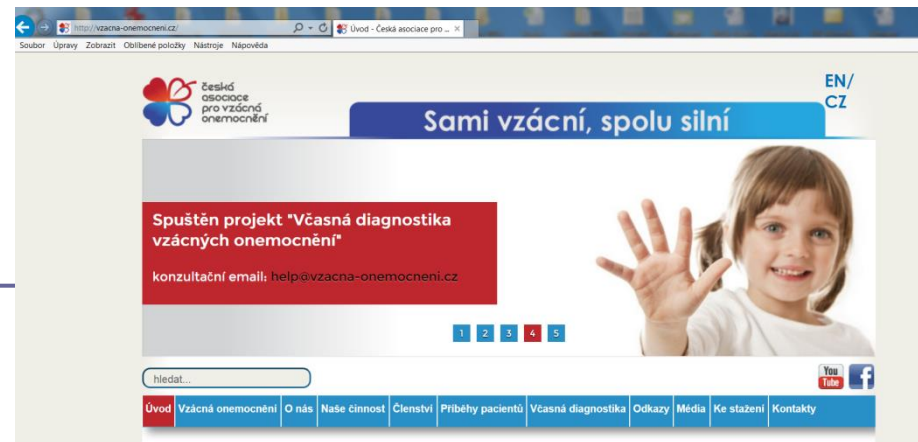 http://vzacna-onemocneni.cz/
Úvod - Česká asociace pro ...
Soubor Úpravy Zobrazit Oblíbené položky Nástroje Nápověda
česká
asociace
pro vzácná
onemocnění
EN/
CZ
Sami vzácní, spolu silní
Spuštěn projekt "Včasná diagnostika
vzácných onemocnění"
konzultační email: help@vzacna-onemocneni.cz
1 2 3 4 5
hledat...
You
Tube
f
Úvod Vzácná onemocnění O nás Naše činnost Členství Příběhy pacientů Včasná diagnostika Odkazy Média Ke stažení Kontakty